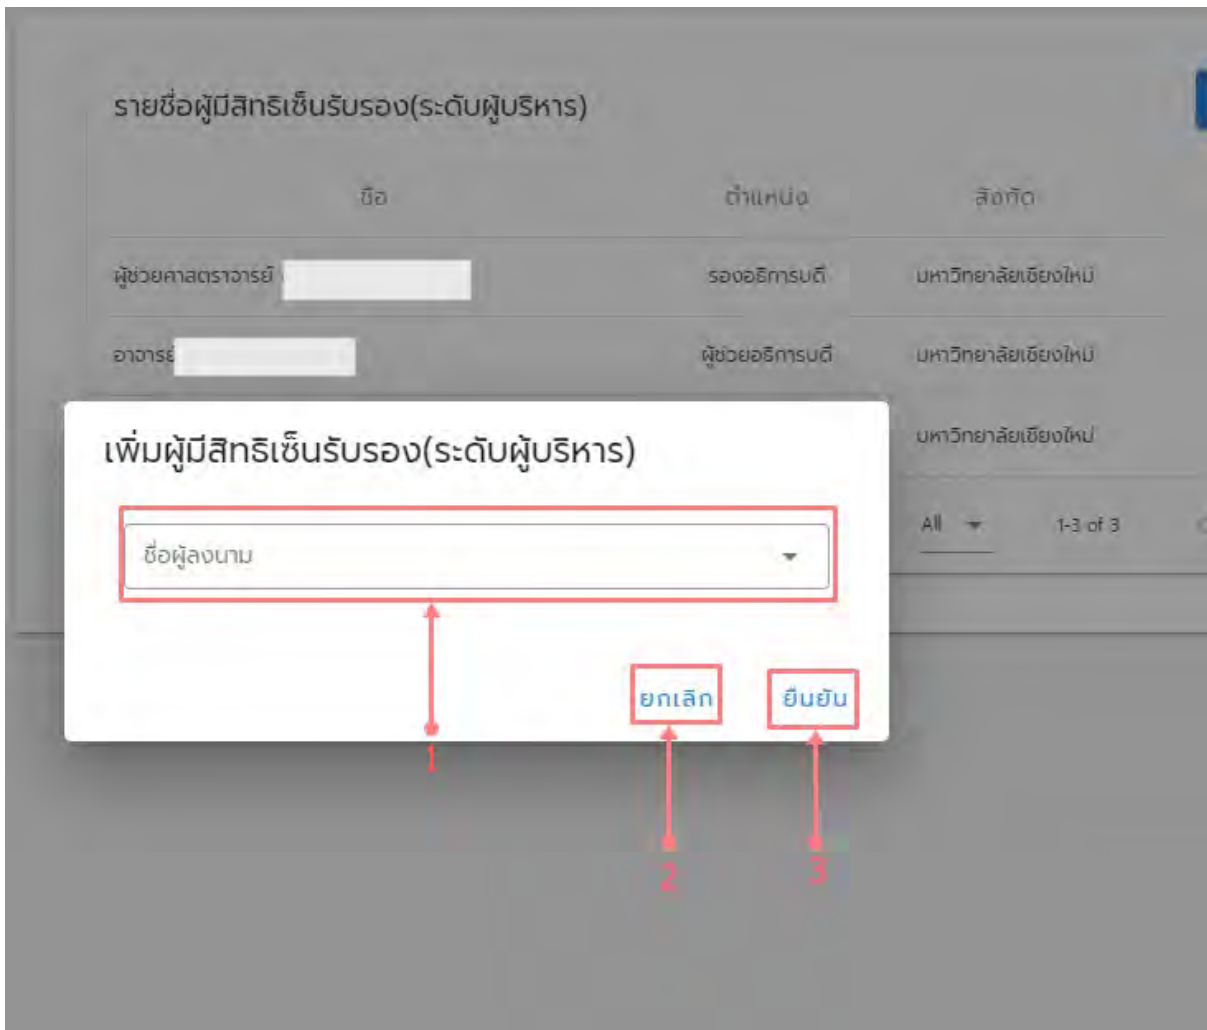 รายชื่อผู้มีสิทธิเซ็นรับรอง(ระดับผู้บริหาร)
ชื่อ ตำแหน่ง สังกัด
ผู้ช่วยศาสตราจารย์ รองอธิการบดี มหาวิทยาลัยเชียงใหม่
อาจารย์ ผู้ช่วยอธิการบดี มหาวิทยาลัยเชียงใหม่
มหาวิทยาลัยเชียงใหม่
เพิ่มผู้มีสิทธิเซ็นรับรอง(ระดับผู้บริหาร)
All 1-3 of 3
ชื่อผู้ลงนาม
ยกเลิก ยืนยัน
1
2 3